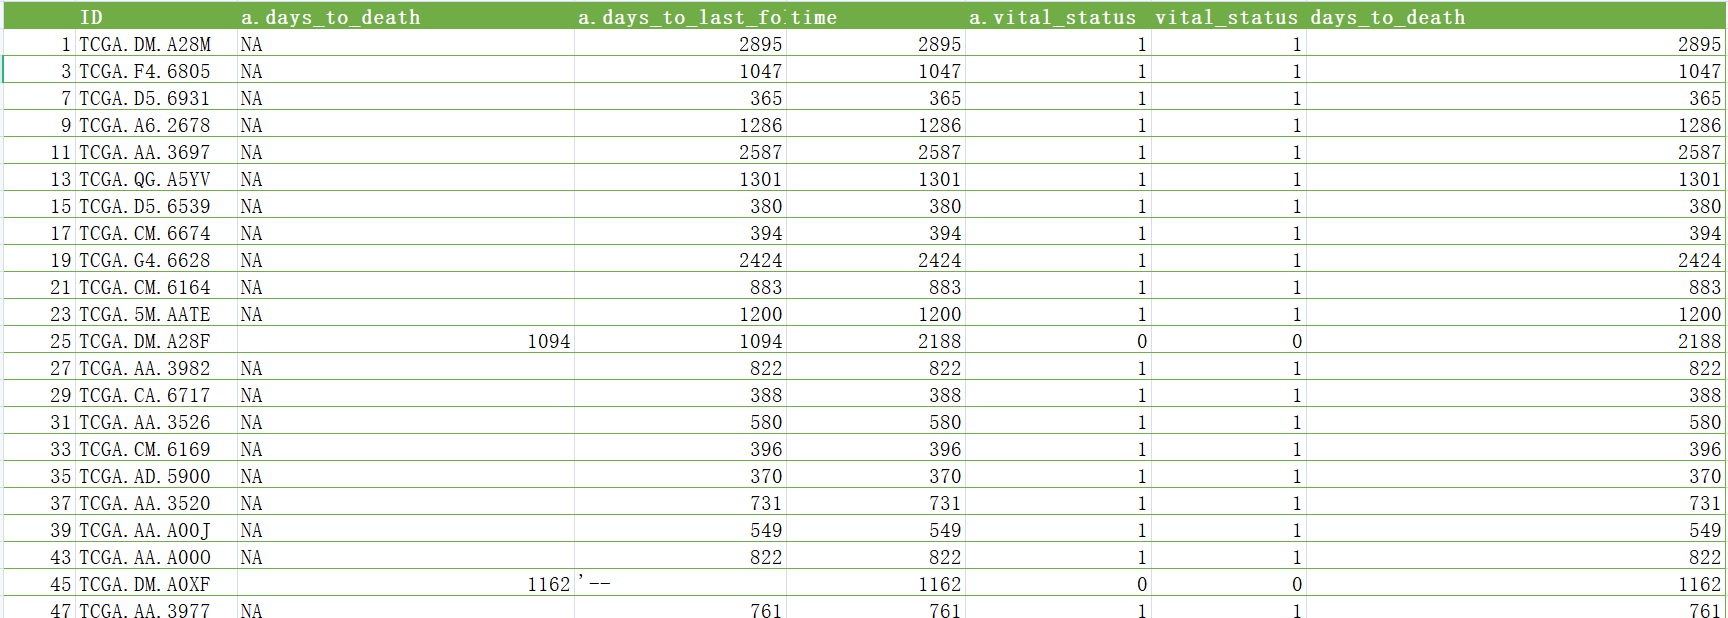 ID a.days_to_death a.days_to_last_fo time a.vital_status vital_status days_to_death
1 TCGA.DM.A28M NA 2895 2895 1 1 2895
3 TCGA.F4.6805 NA 1047 1047 1 1 1047
7 TCGA.D5.6931 NA 365 365 1 1 365
9 TCGA.A6.2678 NA 1286 1286 1 1 1286
11 TCGA.AA.3697 NA 2587 2587 1 1 2587
13 TCGA.QG.A5YV NA 1301 1301 1 1 1301
15 TCGA.D5.6539 NA 380 380 1 1 380
17 TCGA.CM.6674 NA 394 394 1 1 394
19 TCGA.G4.6628 NA 2424 2424 1 1 2424
21 TCGA.CM.6164 NA 883 883 1 1 883
23 TCGA.5M.AATE NA 1200 1200 1 1 1200
25 TCGA.DM.A28F 1094 1094 2188 0 0 2188
27 TCGA.AA.3982 NA 822 822 1 1 822
29 TCGA.CA.6717 NA 388 388 1 1 388
31 TCGA.AA.3526 NA 580 580 1 1 580
33 TCGA.CM.6169 NA 396 396 1 1 396
35 TCGA.AD.5900 NA 370 370 1 1 370
37 TCGA.AA.3520 NA 731 731 1 1 731
39 TCGA.AA.A00J NA 549 549 1 1 549
43 TCGA.AA.A00O NA 822 822 1 1 822
45 TCGA.DM.A0XF 1162 '-- 1162 0 0 1162
47 TCGA.AA.3977 NA 761 761 1 1 761